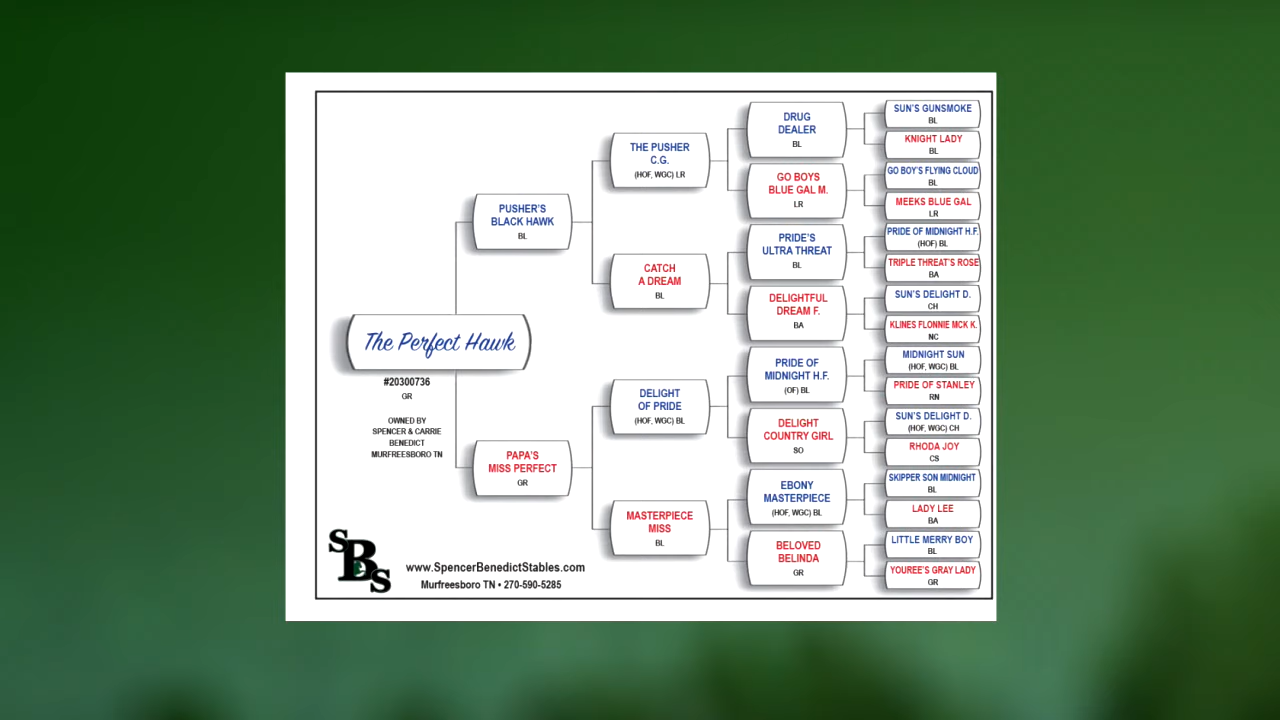 The Perfect Hawk
#20300736
GR
OWNED BY
SPENCER & CARRIE
BENEDICT
MURFREESBORO TN
PUSHER'S
BLACK HAWK
BL
PAPA'S
MISS PERFECT
GR
THE PUSHER
C.G.
(HOF, WGC) LR
CATCH
A DREAM
BL
DELIGHT
OF PRIDE
(HOF, WGC) BL
MASTERPIECE
MISS
BL
DRUG
DEALER
BL
GO BOYS
BLUE GAL M.
LR
PRIDE'S
ULTRA THREAT
BL
DELIGHTFUL
DREAM F.
BA
PRIDE OF
MIDNIGHT H.F.
(OF) BL
DELIGHT
COUNTRY GIRL
SO
EBONY
MASTERPIECE
(HOF, WGC) BL
BELOVED
BELINDA
GR
SUN'S GUNSMOKE
BL
KNIGHT LADY
BL
GO BOY'S FLYING CLOUD
BL
MEEKS BLUE GAL
LR
PRIDE OF MIDNIGHT H.F.
(HOF) BL
TRIPLE THREAT'S ROSE
BA
SUN'S DELIGHT D.
CH
KLINES FLONNIE MCK K.
NC
MIDNIGHT SUN
(HOF, WGC) BL
PRIDE OF STANLEY
RN
SUN'S DELIGHT D.
(HOF, WGC) CH
RHODA JOY
CS
SKIPPER SON MIDNIGHT
BL
LADY LEE
BA
LITTLE MERRY BOY
BL
YOUREE'S GRAY LADY
GR
SBS
www.SpencerBenedictStables.com
Murfreesboro TN • 270-590-5285